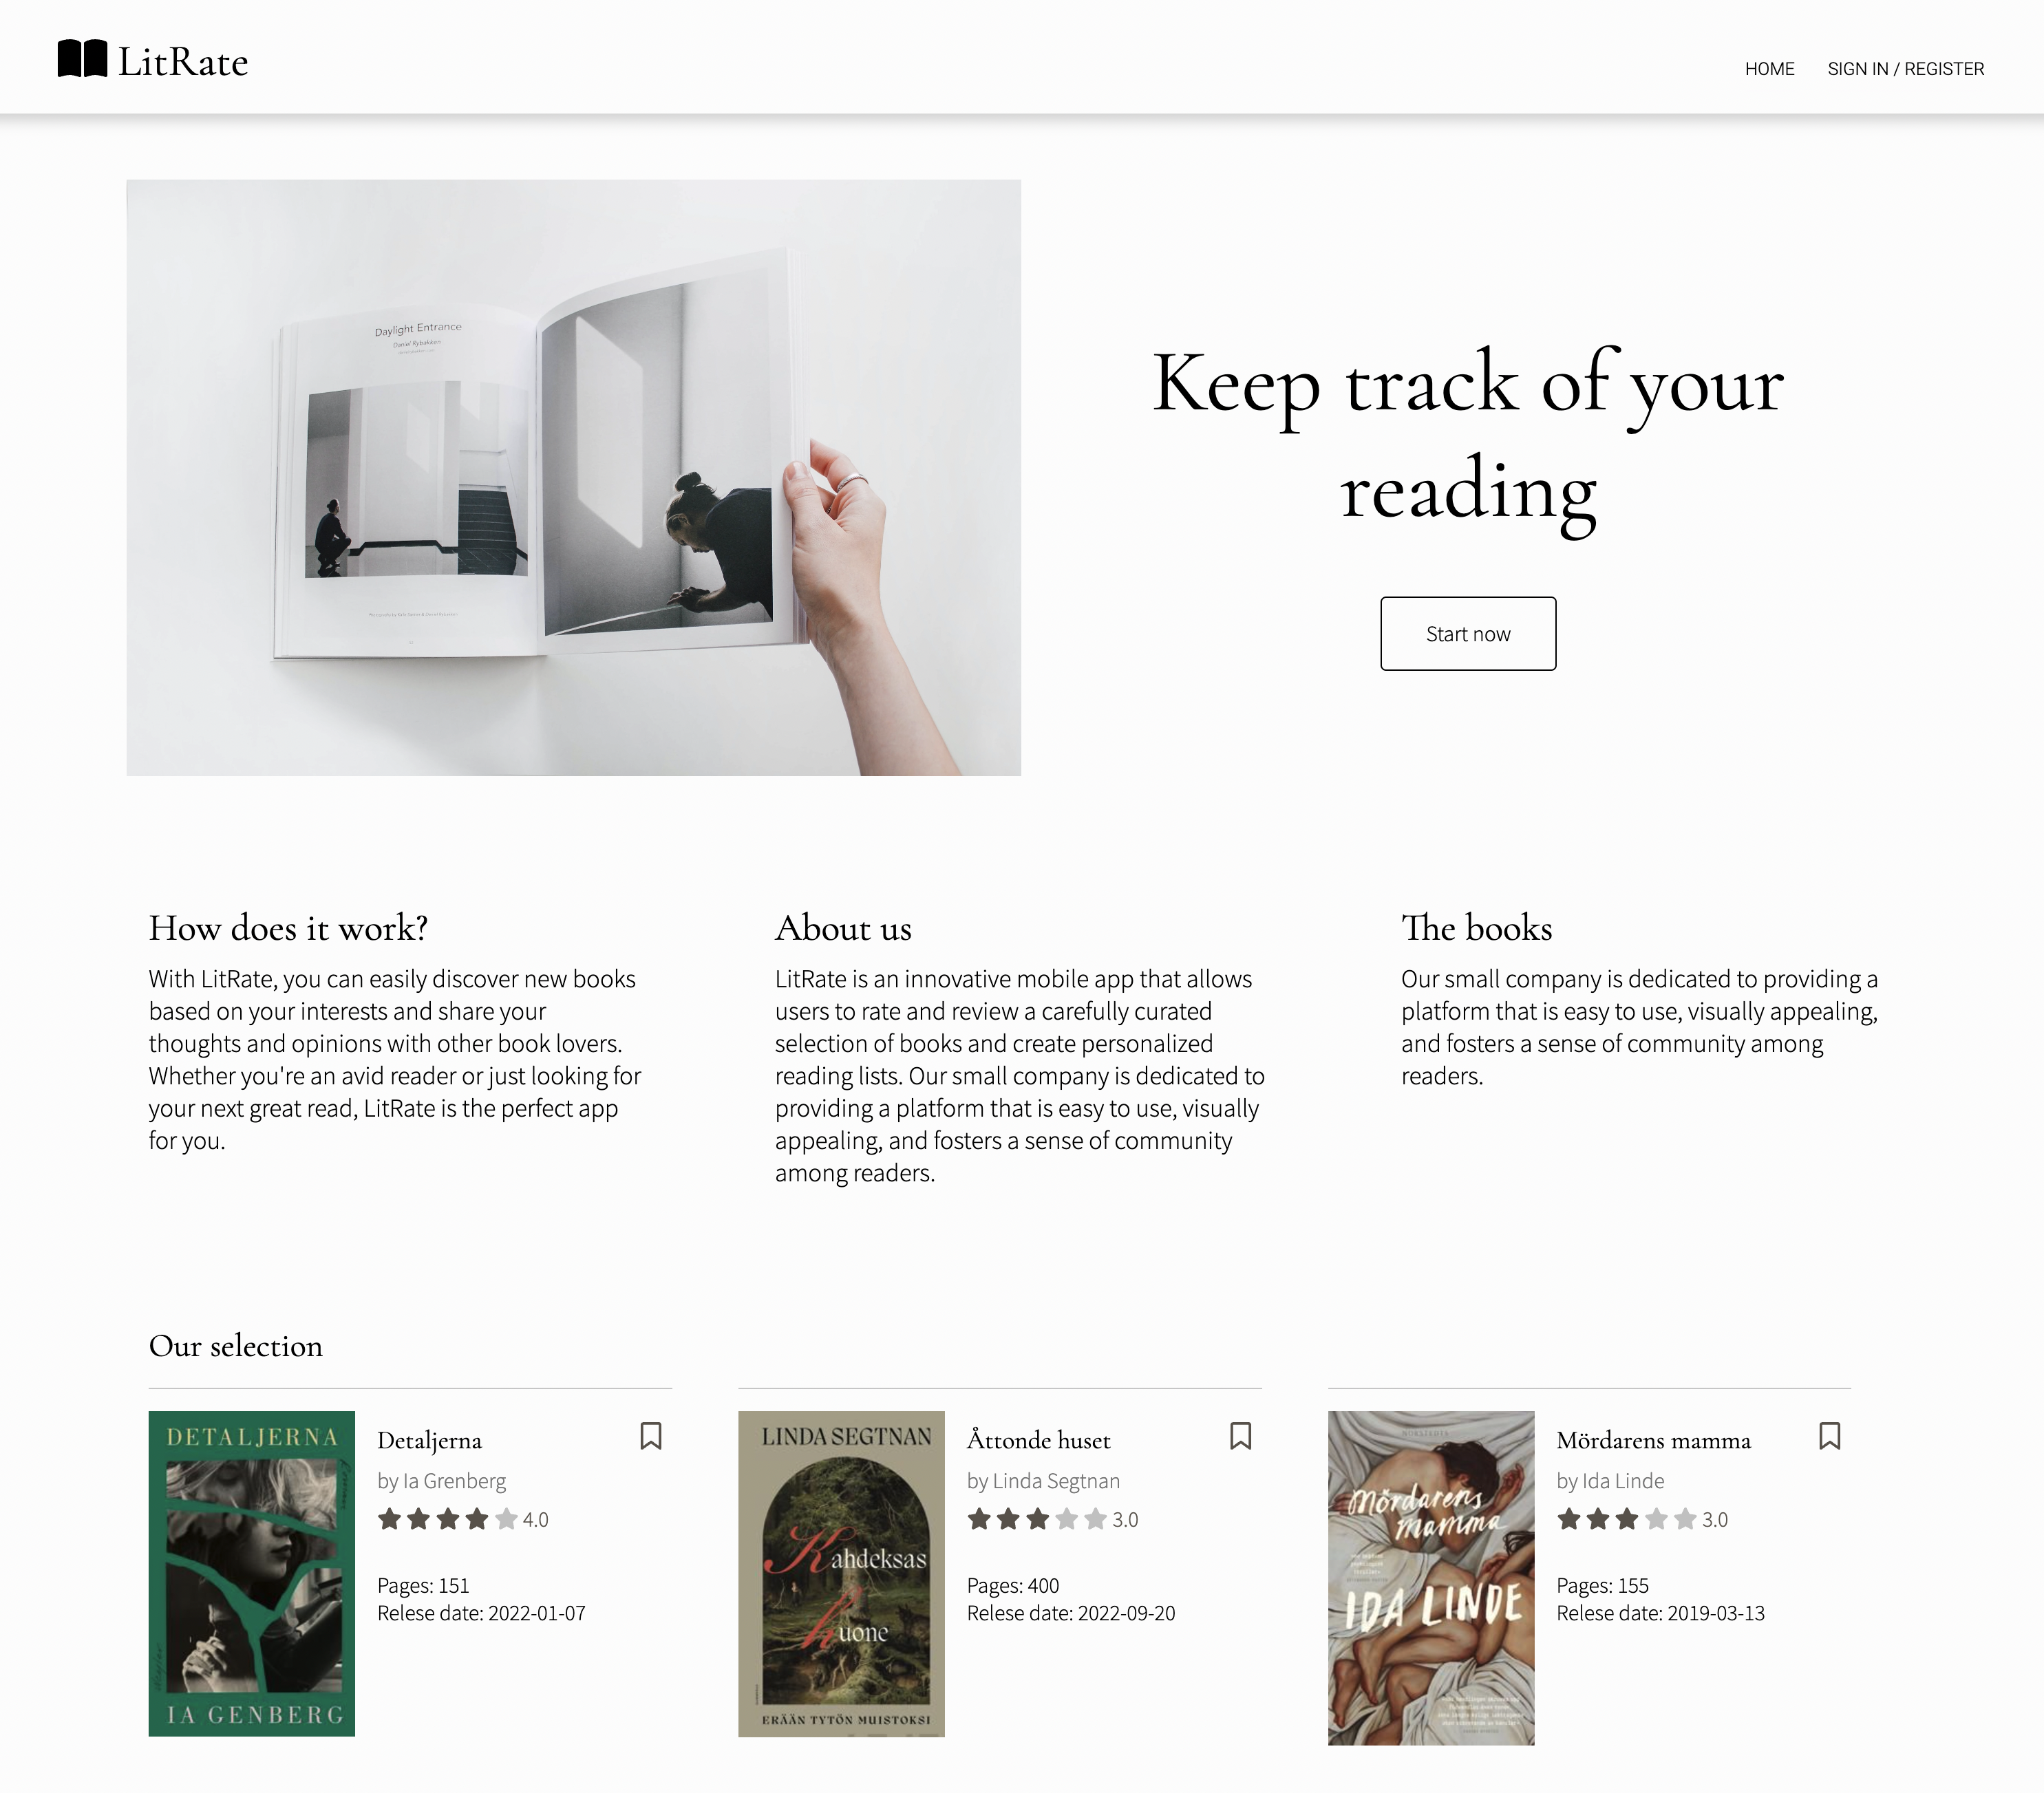 LitRate
HOME
SIGN IN / REGISTER
Daylight Entrance
Daniel Rybakken
Keep track of your
reading
Start now
How does it work?
With LitRate, you can easily discover new books
based on your interests and share your
thoughts and opinions with other book lovers.
Whether you're an avid reader or just looking for
your next great read, LitRate is the perfect app
for you.
About us
LitRate is an innovative mobile app that allows
users to rate and review a carefully curated
selection of books and create personalized
reading lists. Our small company is dedicated to
providing a platform that is easy to use, visually
appealing, and fosters a sense of community
among readers.
The books
Our small company is dedicated to providing a
platform that is easy to use, visually appealing,
and fosters a sense of community among
readers.
Our selection
DETALJERNA
IA GENBERG
Detaljerna
by Ia Grenberg
4.0
Pages: 151
Relese date: 2022-01-07
LINDA SEGTNAN
Kahdeksas
huone
ERÄÄN TYTÖN MUISTOKSI
Åttonde huset
by Linda Segtnan
3.0
Pages: 400
Relese date: 2022-09-20
NORSTEDTS
Mördarens
mamma
IDA LINDE
Mördarens mamma
by Ida Linde
3.0
Pages: 155
Relese date: 2019-03-13